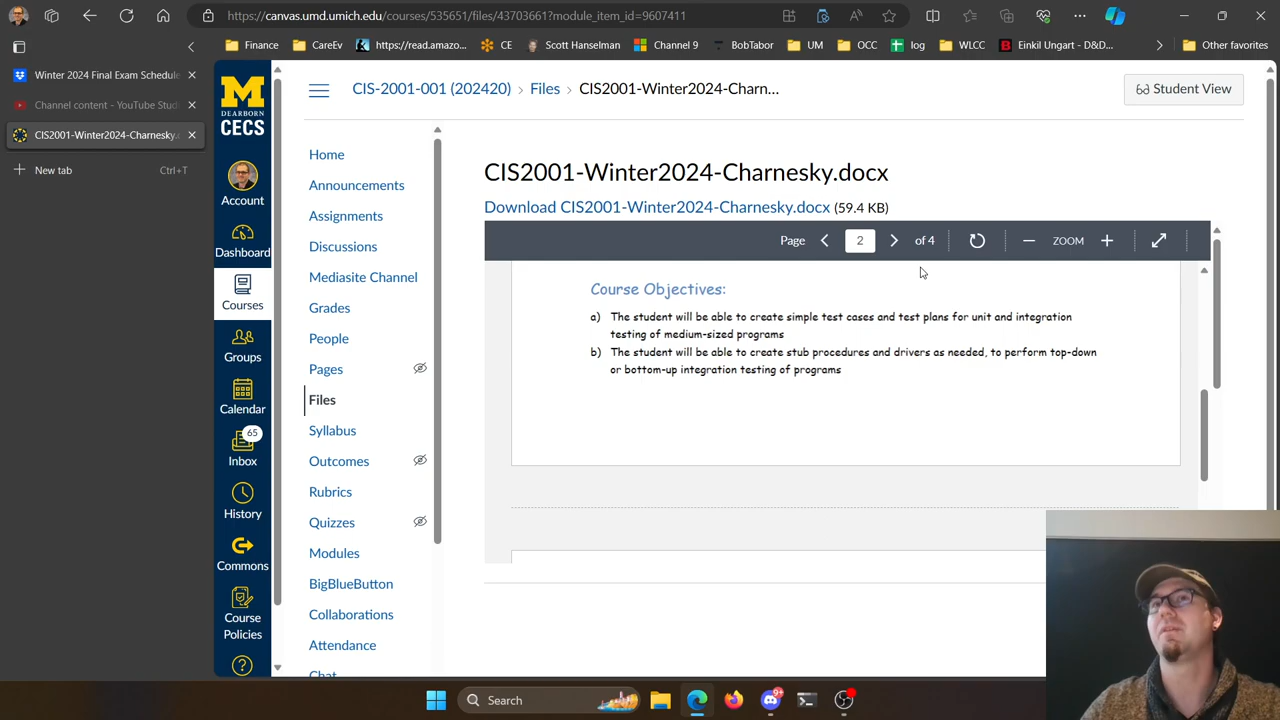 https://canvas.umd.umich.edu/courses/535651/files/43703661?module_item_id=9607411
Finance
CareEv
https://read.amazo...
CE
Scott Hanselman
Channel 9
BobTabor
UM
OCC
log
WLCC
Einkil Ungart - D&D...
Other favorites
Winter 2024 Final Exam Schedule
Channel content - YouTube Stud
CIS2001-Winter2024-Charnesky.
New tab
Ctrl+T
M
DEARBORN
CECS
Account
Dashboard
Courses
Groups
Calendar
65
Inbox
History
Commons
Course
Policies
CIS-2001-001 (202420) › Files › CIS2001-Winter2024-Charn...
Student View
Home
Announcements
Assignments
Discussions
Mediasite Channel
Grades
People
Pages
Files
Syllabus
Outcomes
Rubrics
Quizzes
Modules
BigBlueButton
Collaborations
Attendance
Chat
CIS2001-Winter2024-Charnesky.docx
Download CIS2001-Winter2024-Charnesky.docx (59.4 KB)
Page 2 of 4 ZOOM
Course Objectives:
a) The student will be able to create simple test cases and test plans for unit and integration
testing of medium-sized programs
b) The student will be able to create stub procedures and drivers as needed, to perform top-down
or bottom-up integration testing of programs
Search
9+